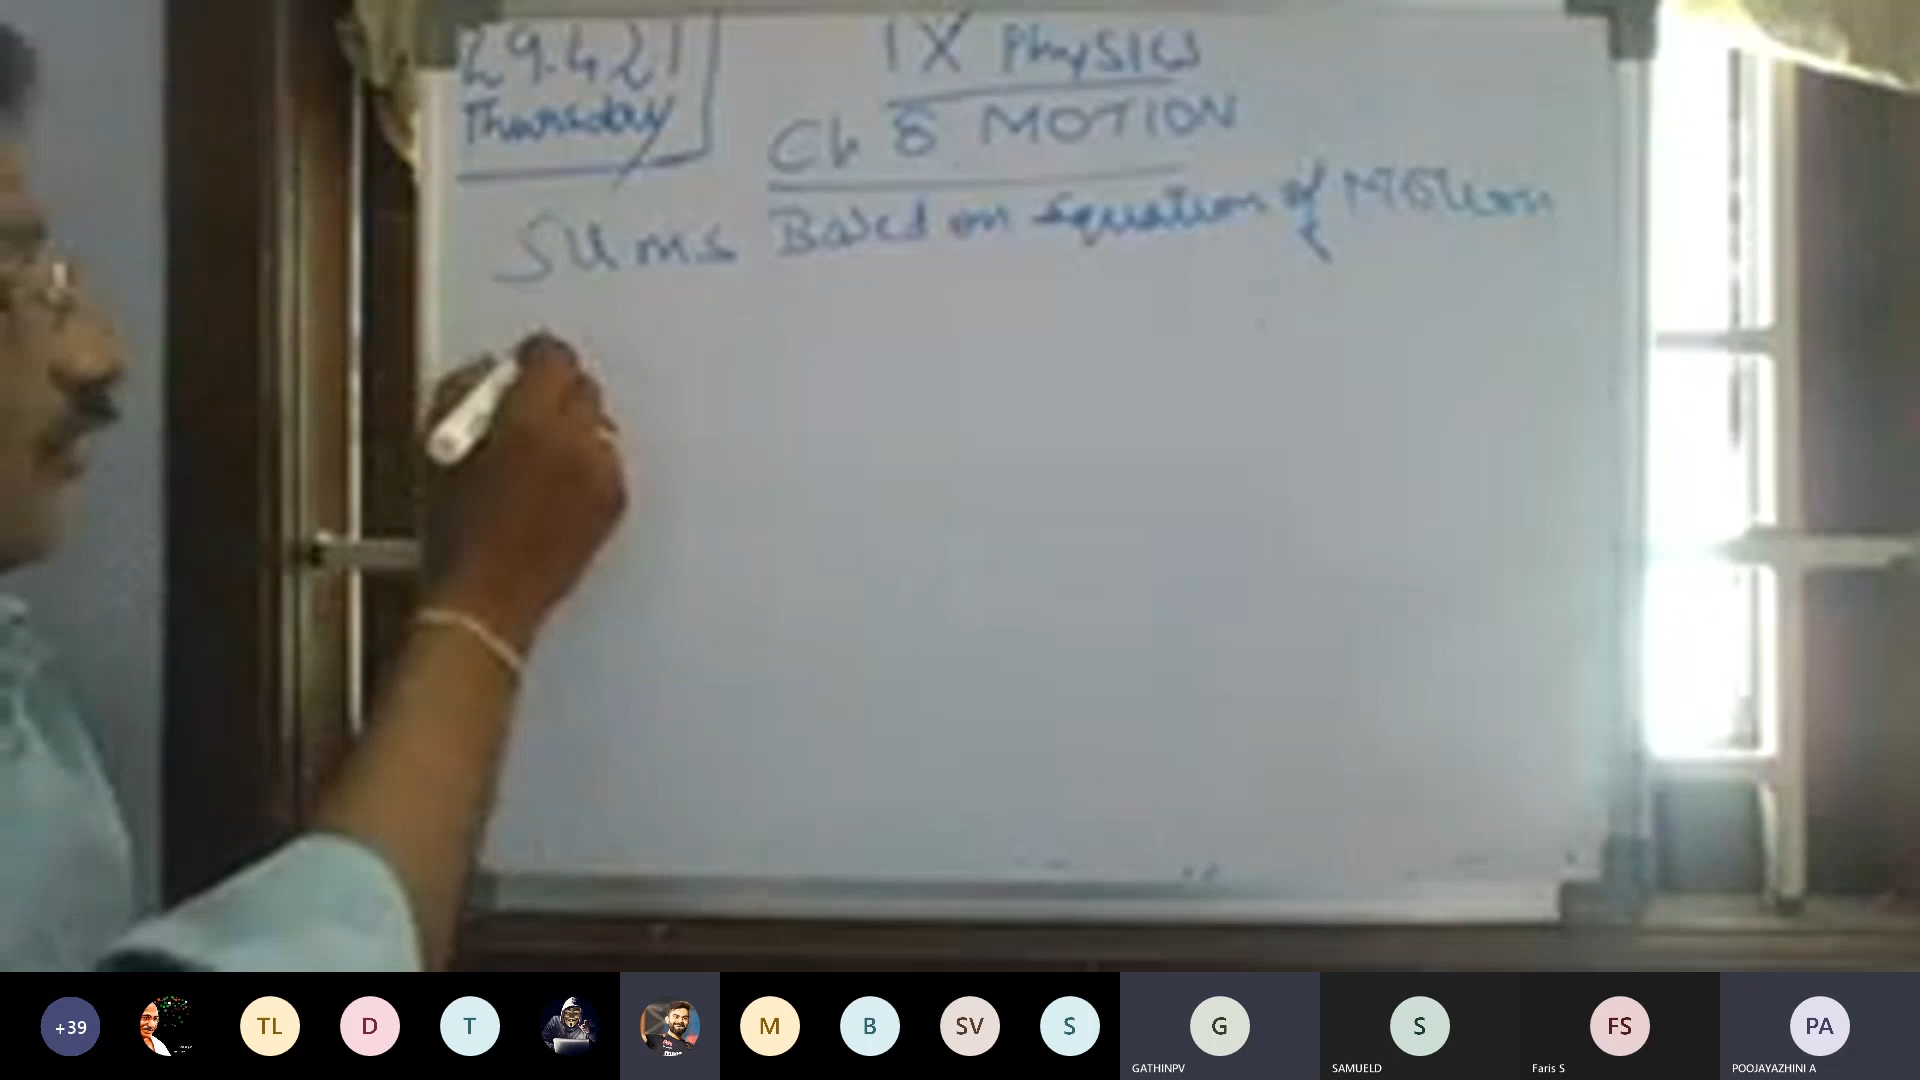 29.4.21
Thursday
IX Physics
Ch 8 MOTION
Sums Based on Equation of Motion
+39
TL
D
T
M
B
SV
S
G
GATHINPV
S
SAMUELD
FS
Faris S
PA
POOJAYAZHINI A